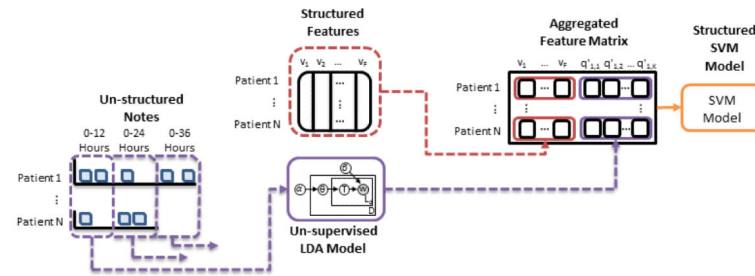 Structured
Features
v1 v2 ... vF
Patient 1
⋮
Patient N
...
⋮
...
Aggregated
Feature Matrix
v1 ... vF q'1,1 q'1,2 ... q'1,K
Patient 1
... ...
⋮
⋮ ⋮
Patient N
... ...
Structured
SVM
Model
SVM
Model
Un-structured
Notes
0-12 0-24 0-36
Hours Hours Hours
Patient 1
⋮
Patient N
α θ T W
D
Un-supervised
LDA Model